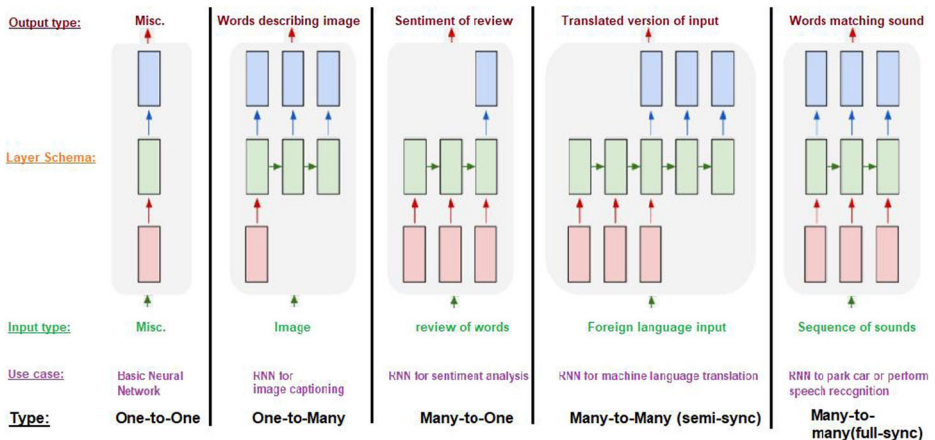 Output type:
Misc.
Words describing image
Sentiment of review
Translated version of input
Words matching sound
Layer Schema:
Input type:
Misc.
Image
review of words
Foreign language input
Sequence of sounds
Use case:
Basic Neural
Network
RNN for
image captioning
RNN for sentiment analysis
RNN for machine language translation
RNN to park car or perform
speech recognition
Type:
One-to-One
One-to-Many
Many-to-One
Many-to-Many (semi-sync)
Many-to-
many(full-sync)